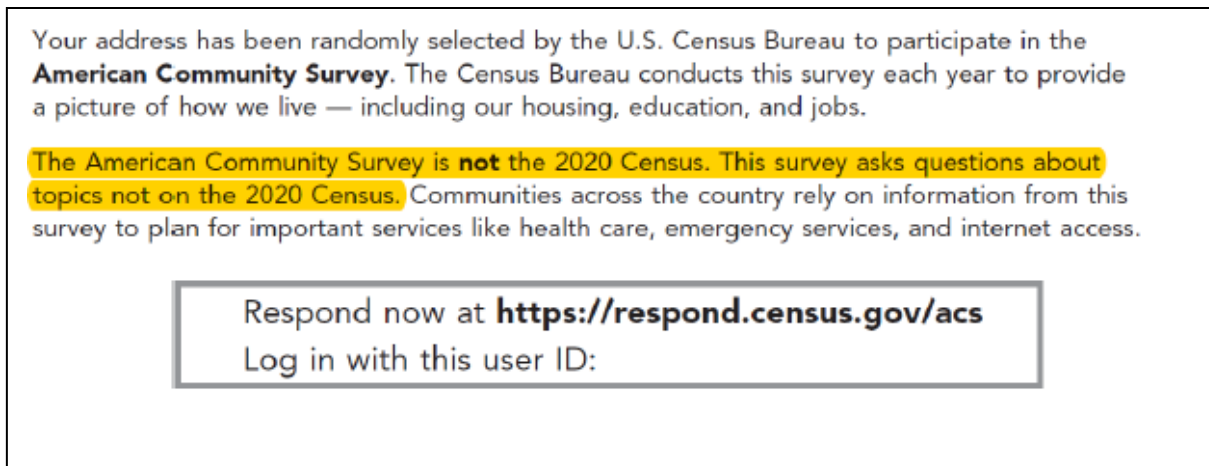 Your address has been randomly selected by the U.S. Census Bureau to participate in the
American Community Survey. The Census Bureau conducts this survey each year to provide
a picture of how we live — including our housing, education, and jobs.
The American Community Survey is not the 2020 Census. This survey asks questions about
topics not on the 2020 Census. Communities across the country rely on information from this
survey to plan for important services like health care, emergency services, and internet access.
Respond now at https://respond.census.gov/acs
Log in with this user ID: